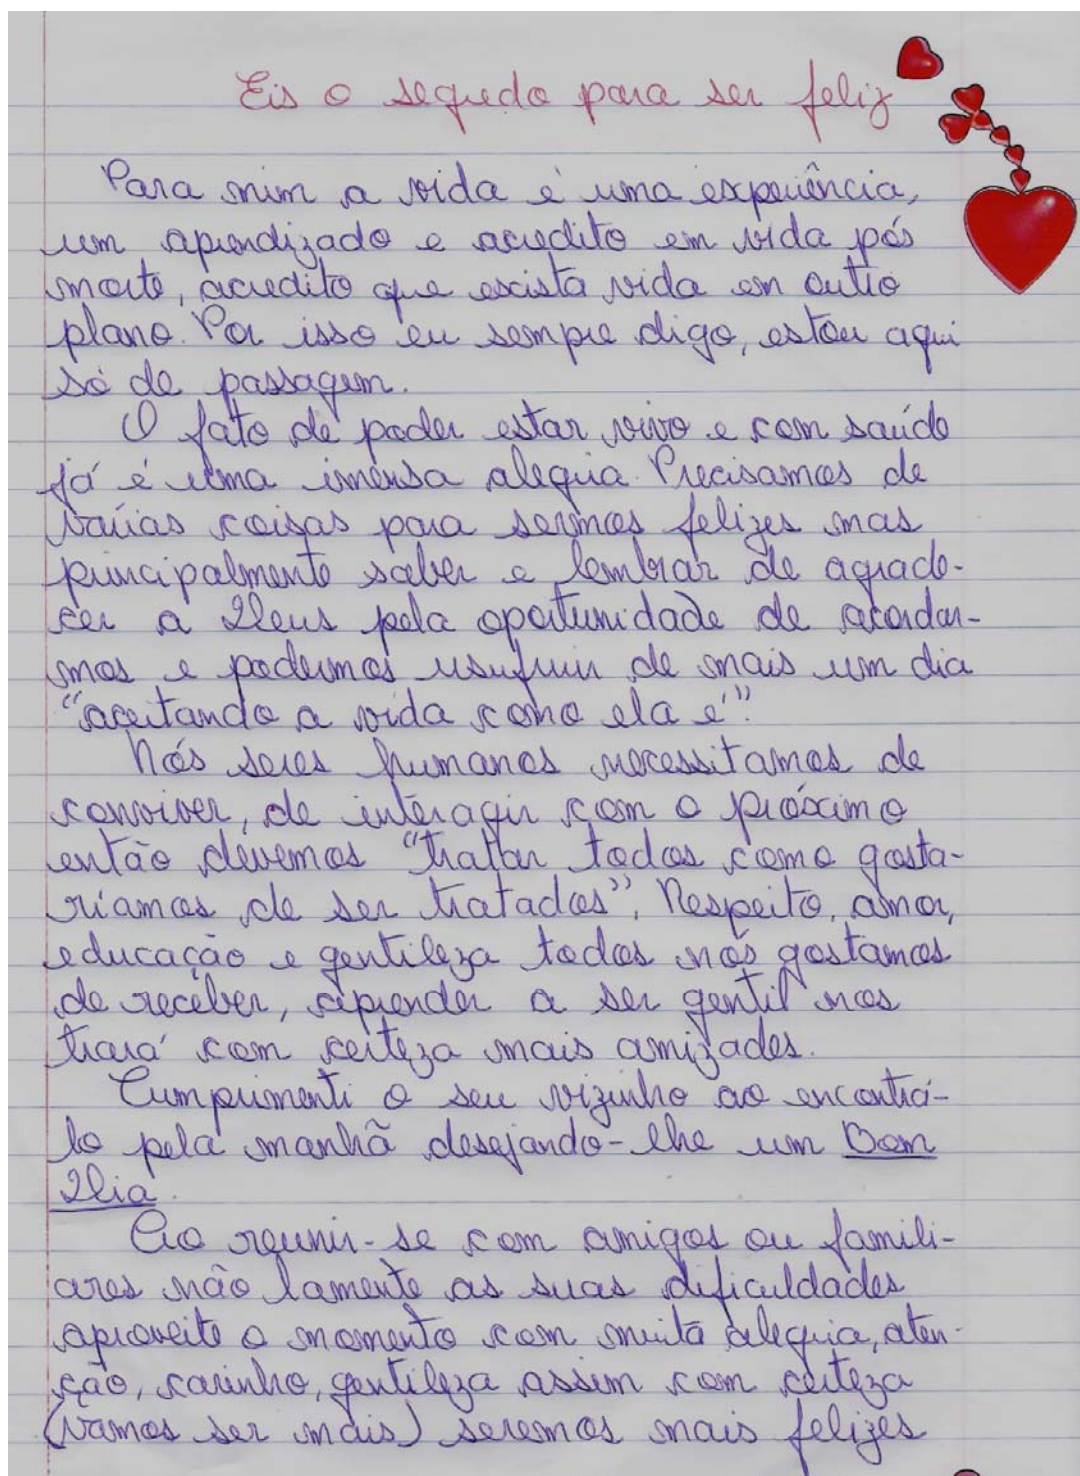 Eis o segredo para ser feliz
Para mim a vida é uma experiência,
um aprendizado e acredito em vida pós
morte, acredito que exista vida em outro
plano. Por isso eu sempre digo, estou aqui
só de passagem.
O fato de poder estar vivo e com saúde
já é uma imensa alegria. Precisamos de
várias coisas para sermos felizes mas
principalmente saber e lembrar de agrade-
cer a Deus pela oportunidade de acordar-
mos e podermos usufruir de mais um dia
"aceitando a vida como ela é".
Nós seres humanos necessitamos de
conviver, de interagir com o próximo
então devemos "tratar todos como gosta-
riamos de ser tratados", Respeito, amor,
educação e gentileza todos nós gostamos
de receber, aprender a ser gentil nos
trará com certeza mais amizades.
Cumprimenti o seu vizinho ao encontrá-
lo pela manhã desejando-lhe um Bom
Dia.
Ao reunir-se com amigos ou famili-
ares não lamente as suas dificuldades
aproveite o momento com muita alegria, aten-
ção, carinho, gentileza assim com certeza
(vamos ser mais) seremos mais felizes